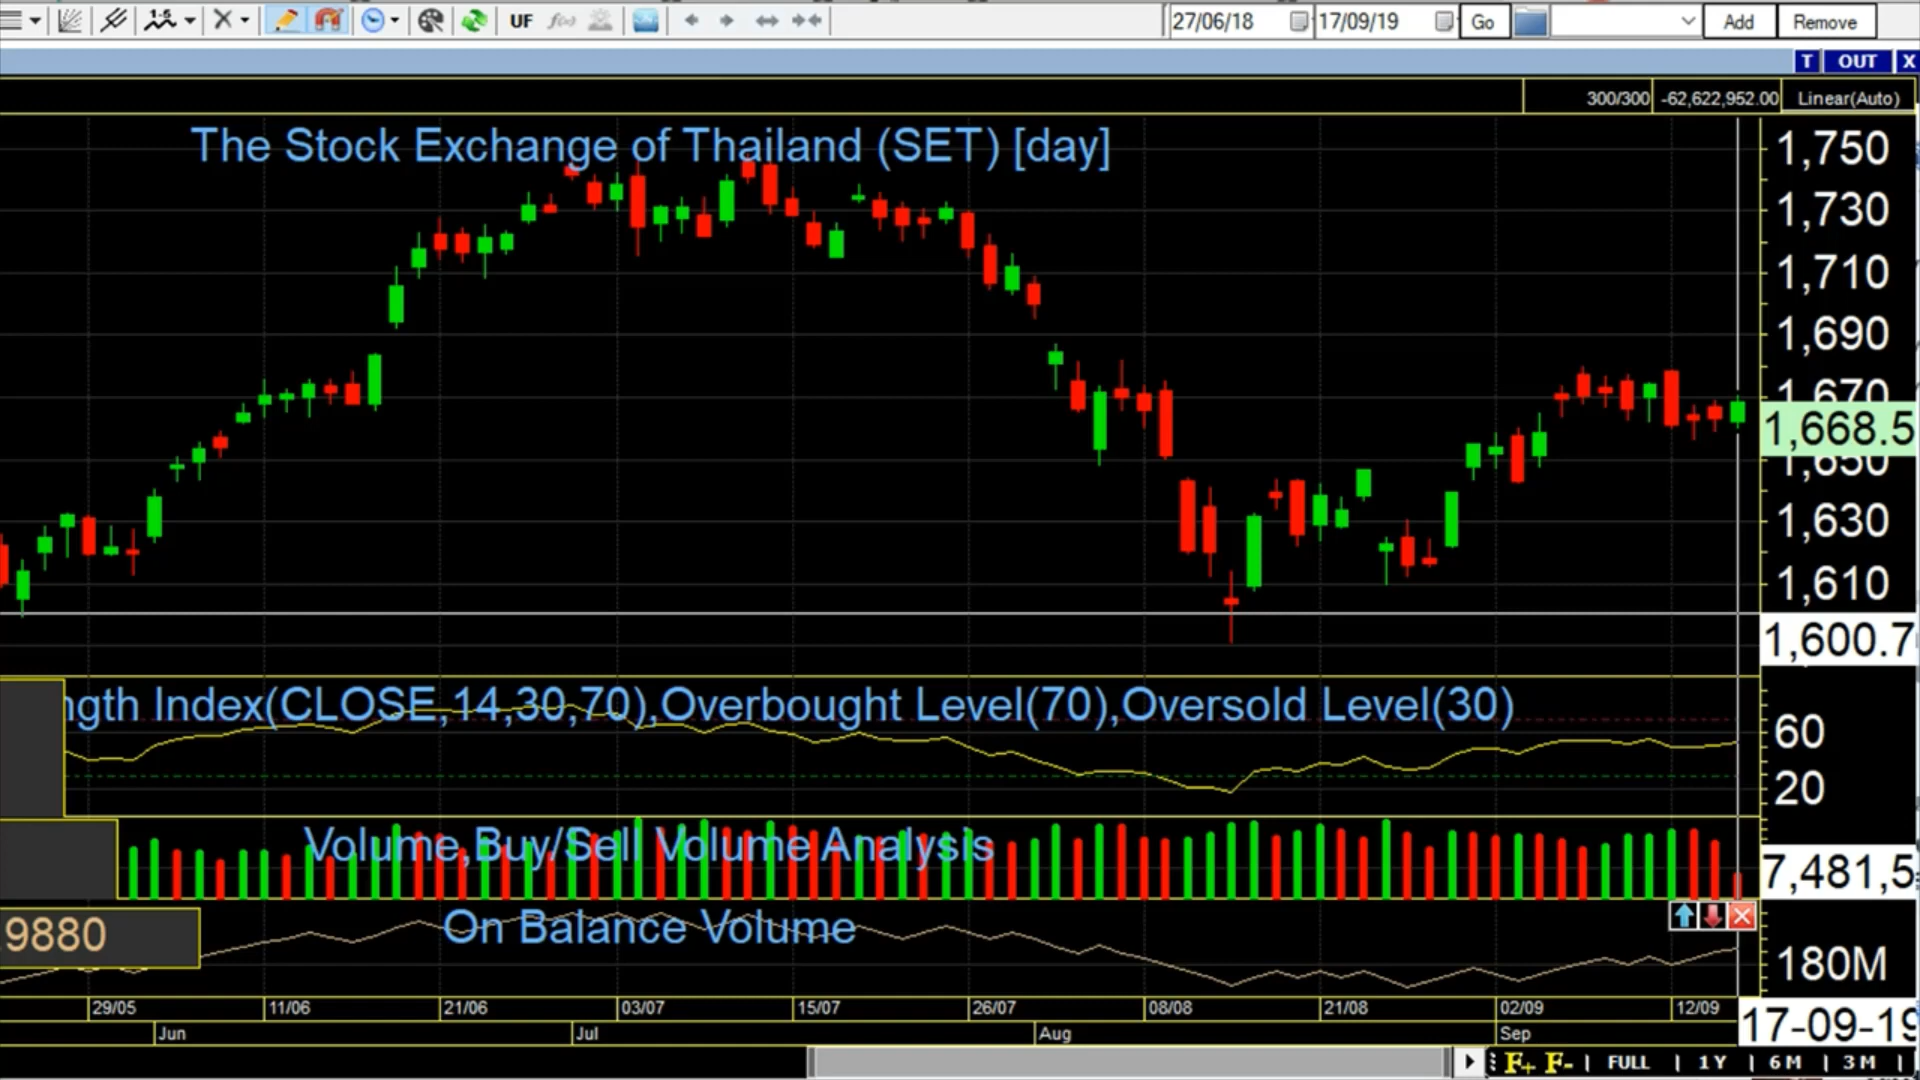 UF f(x) 27/06/18 17/09/19 Go Add Remove
T OUT X
300/300 -62,622,952.00 Linear(Auto)
The Stock Exchange of Thailand (SET) [day]
1,750
1,730
1,710
1,690
1,670
1,668.5
1,650
1,630
1,610
1,600.7
ngth Index(CLOSE,14,30,70),Overbought Level(70),Oversold Level(30)
60
20
Volume,Buy/Sell Volume Analysis
7,481,5
On Balance Volume
9880
180M
29/05 11/06 21/06 03/07 15/07 26/07 08/08 21/08 02/09 12/09
17-09-19
Jun Jul Aug Sep
F+ F- | FULL | 1Y | 6M | 3M |